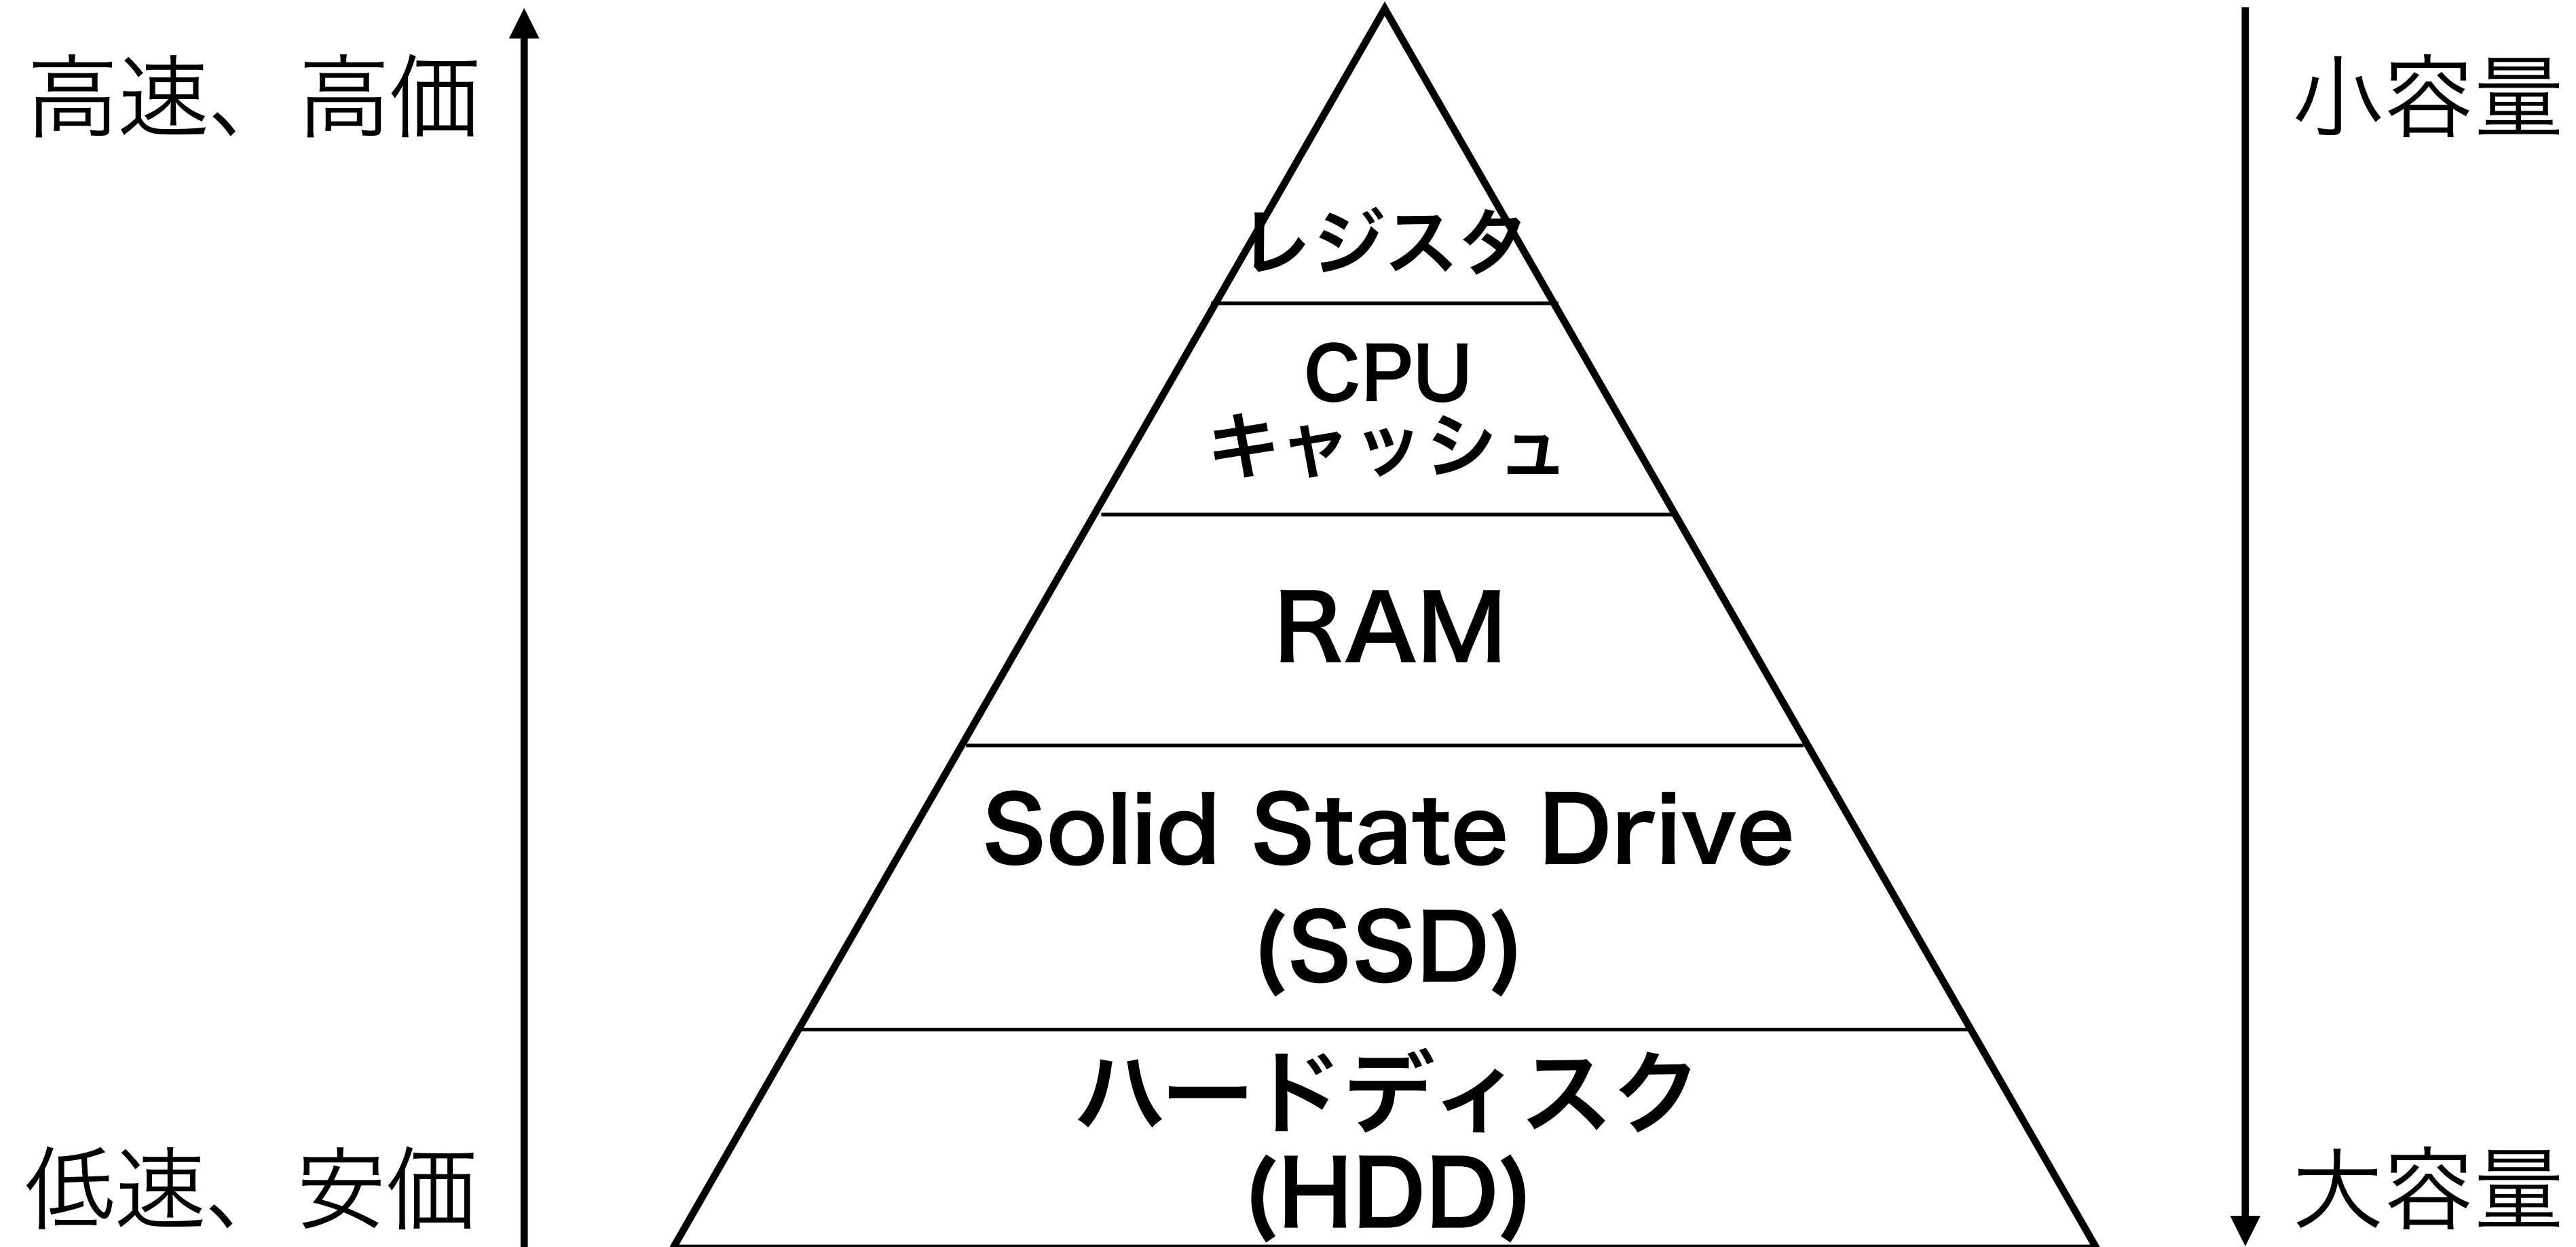 高速、高価
小容量
レジスタ
CPU
キャッシュ
RAM
Solid State Drive
(SSD)
ハードディスク
(HDD)
低速、安価
大容量